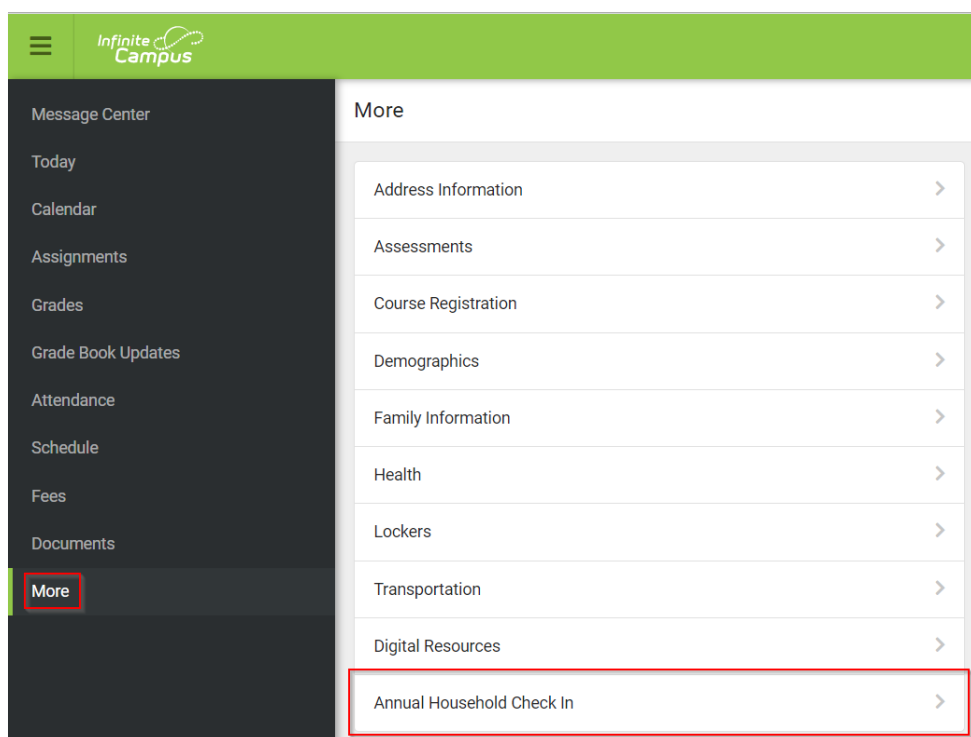 Infinite
Campus
Message Center
Today
Calendar
Assignments
Grades
Grade Book Updates
Attendance
Schedule
Fees
Documents
More
More
Address Information
Assessments
Course Registration
Demographics
Family Information
Health
Lockers
Transportation
Digital Resources
Annual Household Check In